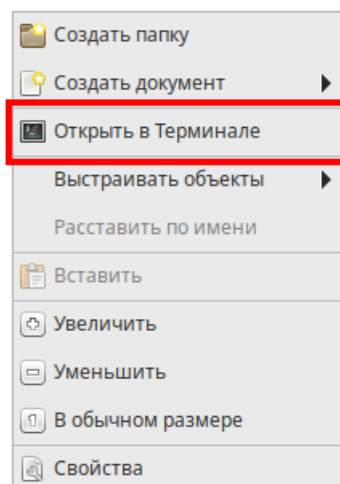 Создать папку
Создать документ
Открыть в Терминале
Выстраивать объекты
Расставить по имени
Вставить
Увеличить
Уменьшить
В обычном размере
Свойства